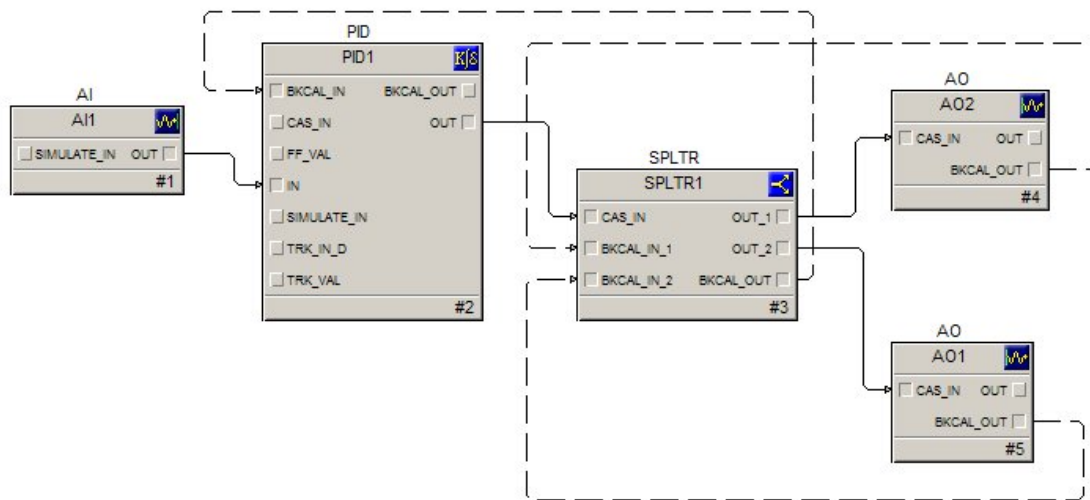 AI
AI1
SIMULATE_IN OUT
#1
PID
PID1 K∫δ
BKCAL_IN BKCAL_OUT
CAS_IN OUT
FF_VAL
IN
SIMULATE_IN
TRK_IN_D
TRK_VAL
#2
SPLTR
SPLTR1
CAS_IN OUT_1
BKCAL_IN_1 OUT_2
BKCAL_IN_2 BKCAL_OUT
#3
AO
AO2
CAS_IN OUT
BKCAL_OUT
#4
AO
AO1
CAS_IN OUT
BKCAL_OUT
#5